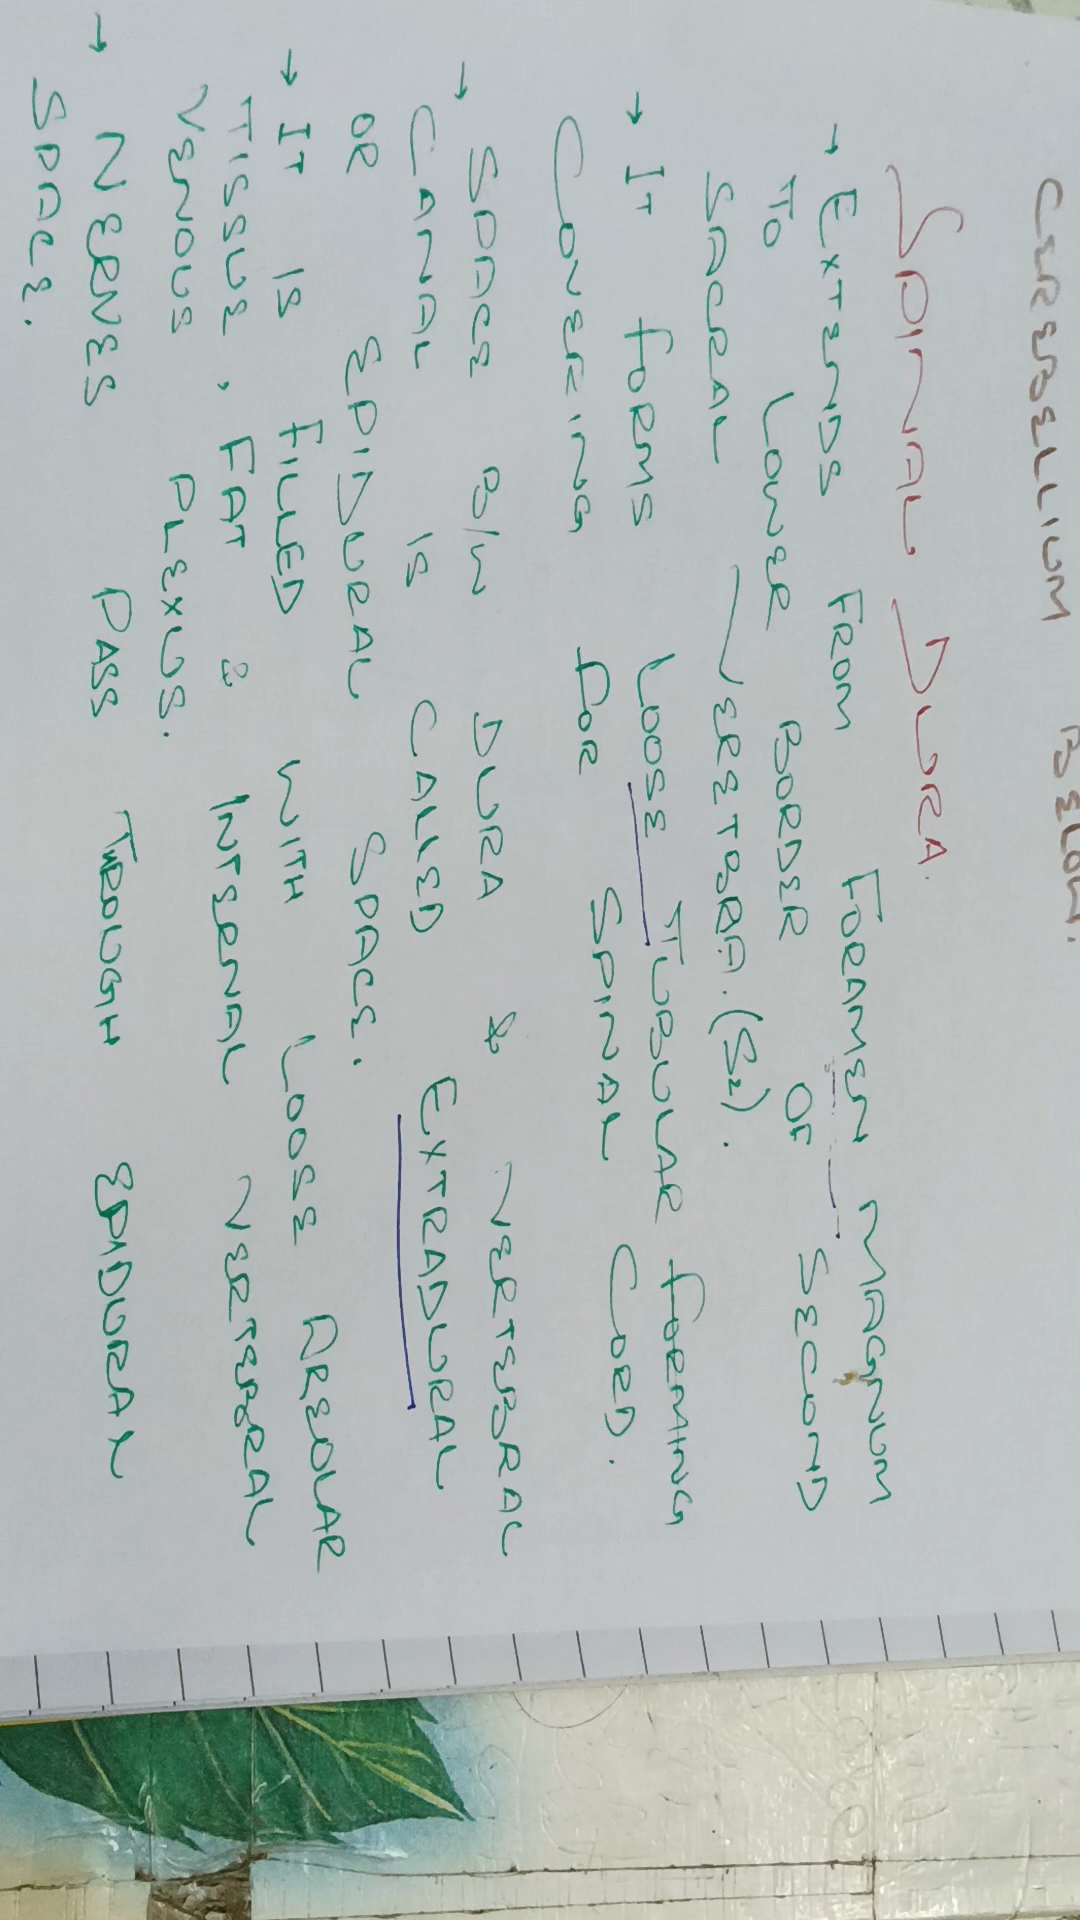 CEREBELLIUM BELOW.
SPINAL DURA.
→ EXTENDS FROM FORAMEN MAGNUM
TO LOWER BORDER OF SECOND
SACRAL VERETBRA. (S2).
→ IT FORMS LOOSE TUBULAR FORMING
COVERING FOR SPINAL CORD.
→ SPACE B/W DURA & VERTEBRAL
CANAL IS CALLED EXTRADURAL
OR EPIDURAL SPACE.
→ IT IS FILLED WITH LOOSE AREOLAR
TISSUE, FAT & INTERNAL VERTEBRAL
VENOUS PLEXUS.
→ NERVES PASS THROUGH EPIDURAL
SPACE.